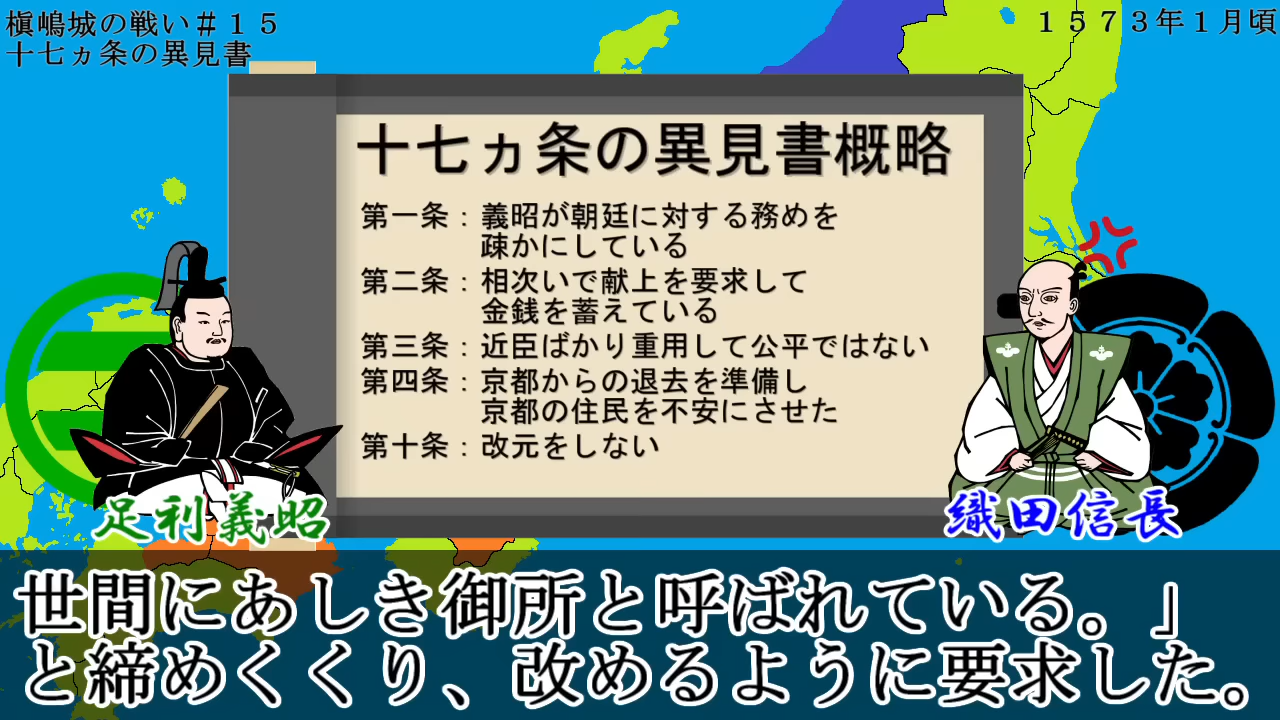 槇嶋城の戦い＃１５
十七ヵ条の異見書
１５７３年１月頃
十七ヵ条の異見書概略
第一条：義昭が朝廷に対する務めを
疎かにしている
第二条：相次いで献上を要求して
金銭を蓄えている
第三条：近臣ばかり重用して公平ではない
第四条：京都からの退去を準備し
京都の住民を不安にさせた
第十条：改元をしない
足利義昭
織田信長
世間にあしき御所と呼ばれている。」
と締めくくり、改めるように要求した。